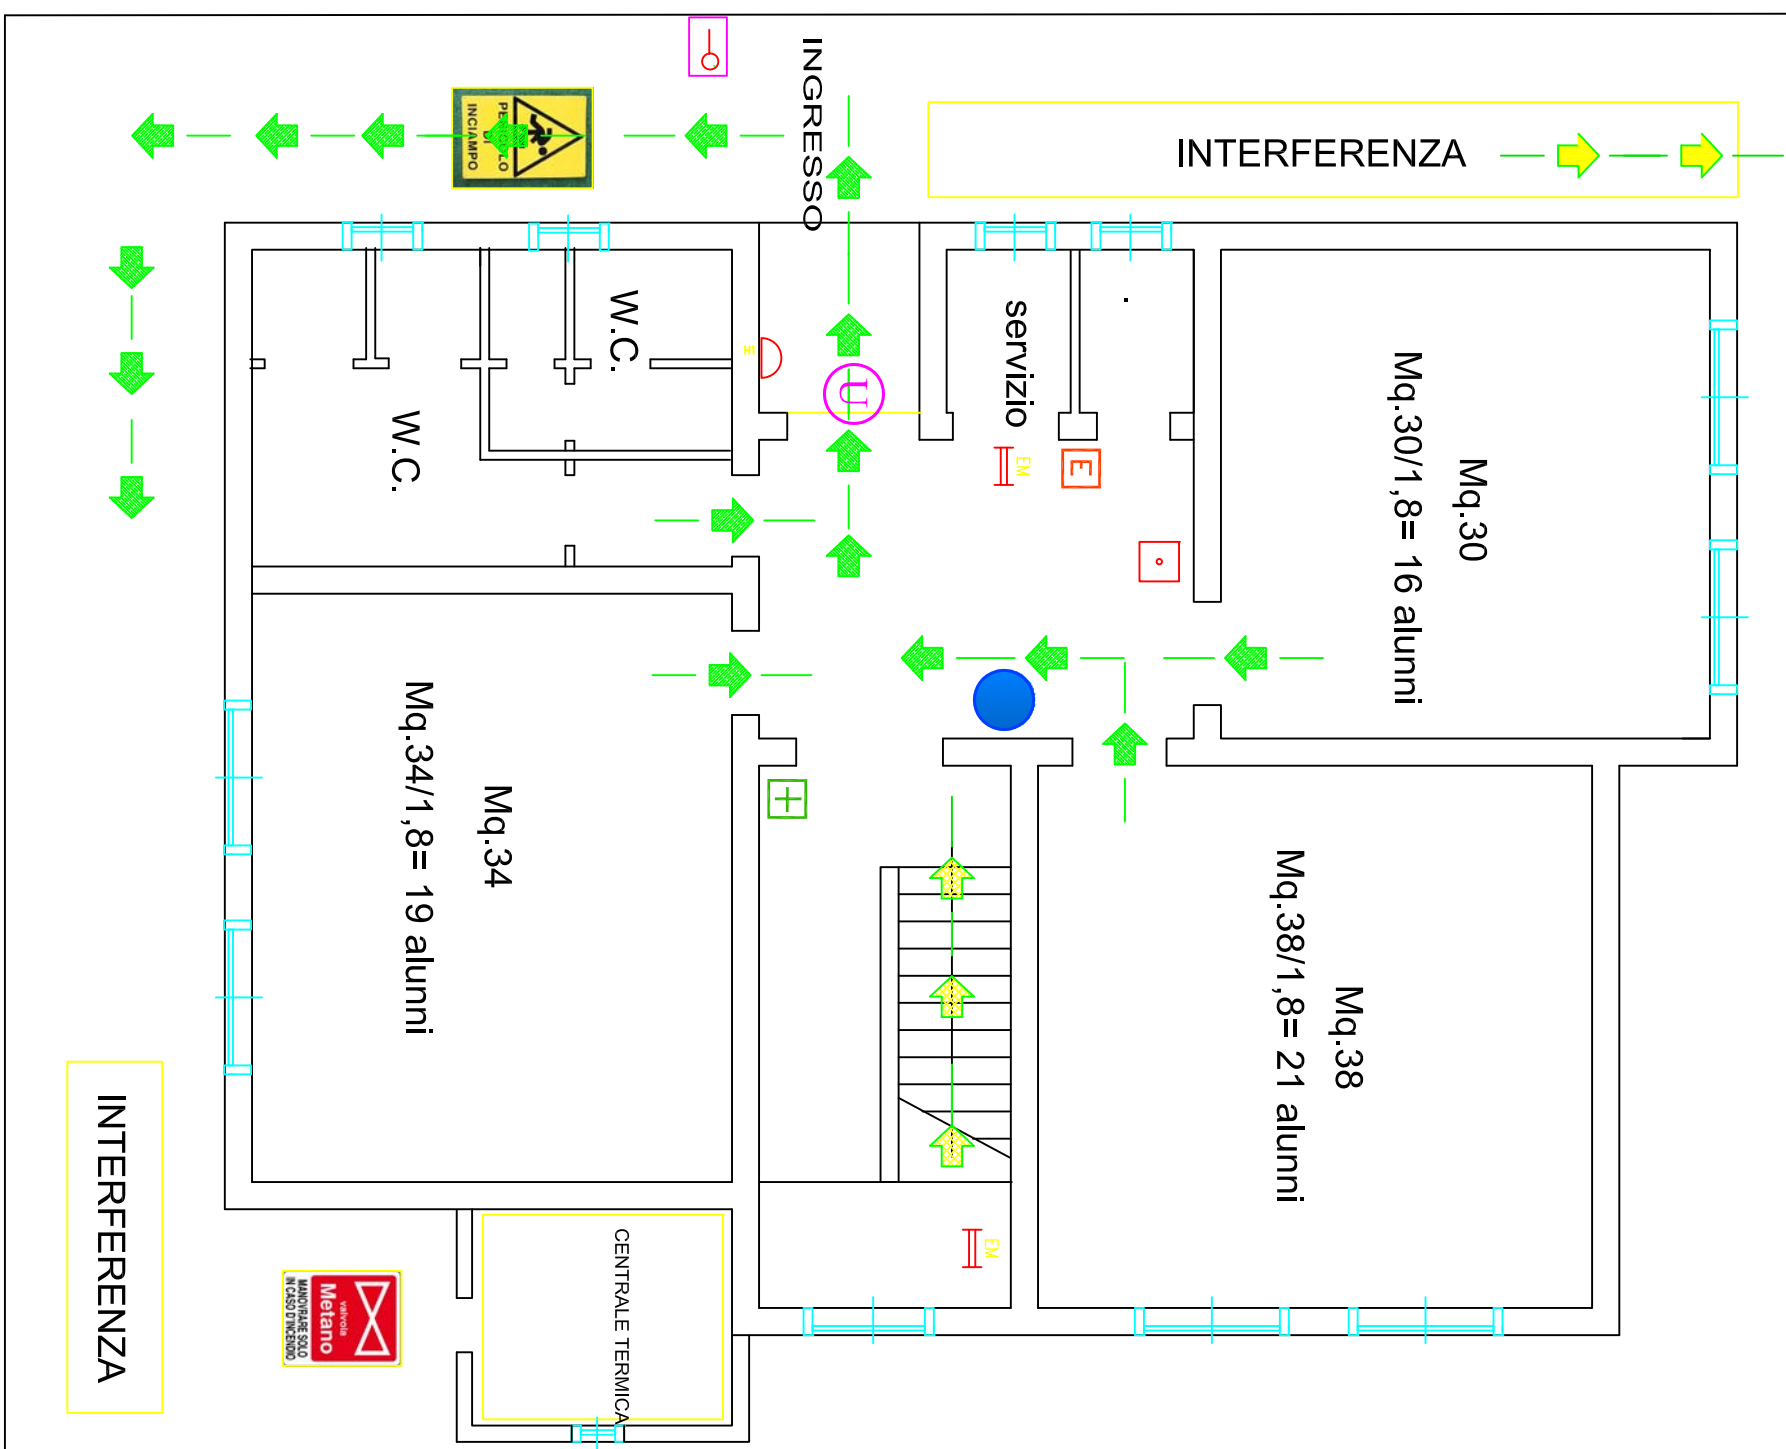 INGRESSO
INTERFERENZA
PERICOLO
DI
INCIAMPO
W.C.
W.C.
servizio
.
U
EM
E
Mq.30
Mq.30/1,8= 16 alunni
Mq.34
Mq.34/1,8= 19 alunni
Mq.38
Mq.38/1,8= 21 alunni
EM
CENTRALE TERMICA
valvola
Metano
MANOVRARE SOLO
IN CASO D'INCENDIO
INTERFERENZA